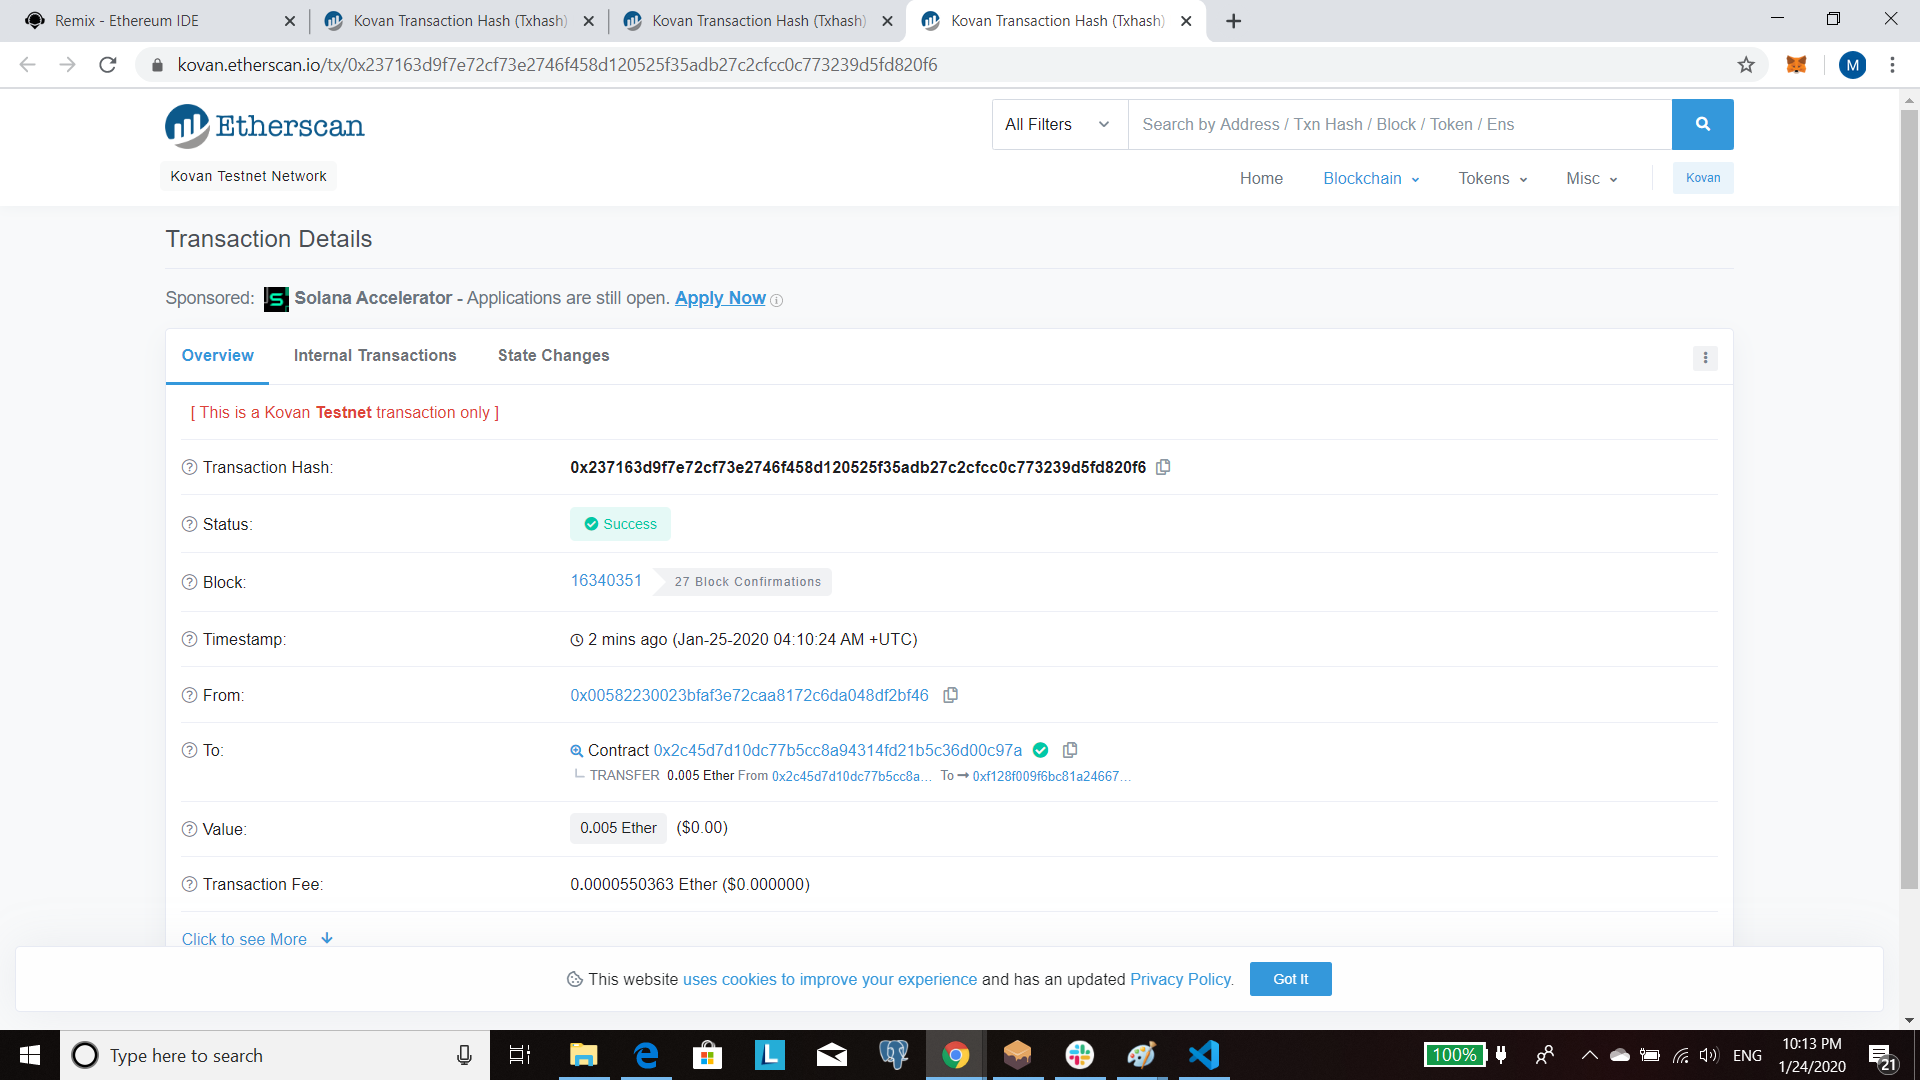 Remix - Ethereum IDE
Kovan Transaction Hash (Txhash)
Kovan Transaction Hash (Txhash)
Kovan Transaction Hash (Txhash)
kovan.etherscan.io/tx/0x237163d9f7e72cf73e2746f458d120525f35adb27c2cfcc0c773239d5fd820f6
M
Etherscan
All Filters
Search by Address / Txn Hash / Block / Token / Ens
Kovan Testnet Network
Home Blockchain Tokens Misc Kovan
Transaction Details
Sponsored: Solana Accelerator - Applications are still open. Apply Now
Overview Internal Transactions State Changes
[ This is a Kovan Testnet transaction only ]
Transaction Hash: 0x237163d9f7e72cf73e2746f458d120525f35adb27c2cfcc0c773239d5fd820f6
Status: Success
Block: 16340351 27 Block Confirmations
Timestamp: 2 mins ago (Jan-25-2020 04:10:24 AM +UTC)
From: 0x00582230023bfaf3e72caa8172c6da048df2bf46
To: Contract 0x2c45d7d10dc77b5cc8a94314fd21b5c36d00c97a
TRANSFER 0.005 Ether From 0x2c45d7d10dc77b5cc8a... To 0xf128f009f6bc81a24667...
Value: 0.005 Ether ($0.00)
Transaction Fee: 0.0000550363 Ether ($0.000000)
Click to see More
This website uses cookies to improve your experience and has an updated Privacy Policy. Got It
Type here to search
L
100%
ENG
10:13 PM
1/24/2020
21